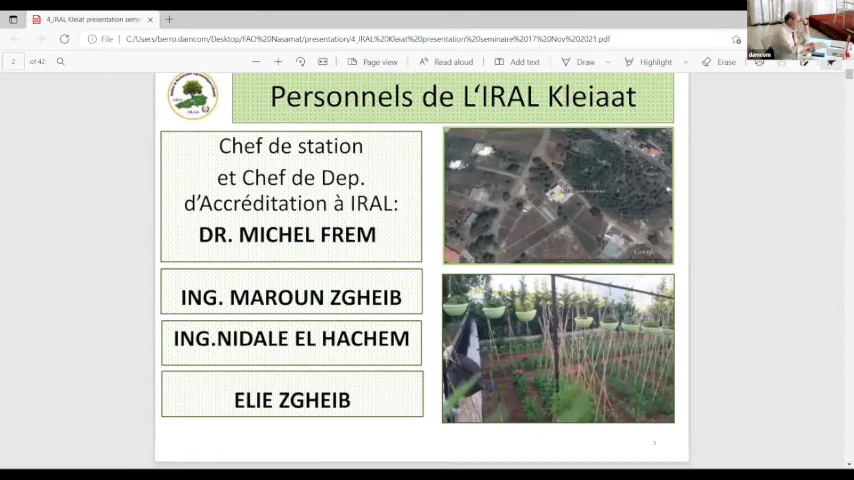 4_IRAL Kleiat presentation semin
File
C:/Users/berro.damcom/Desktop/FAO%20Nasamat/presentation/4_IRAL%20Kleiat%20presentation%20seminaire%2017%20Nov%202021.pdf
2 of 42
Page view
Read aloud
Add text
Draw
Highlight
Erase
damcom
Personnels de L'IRAL Kleiaat
Chef de station
et Chef de Dep.
d'Accréditation à IRAL:
DR. MICHEL FREM
ING. MAROUN ZGHEIB
ING.NIDALE EL HACHEM
ELIE ZGHEIB
Google